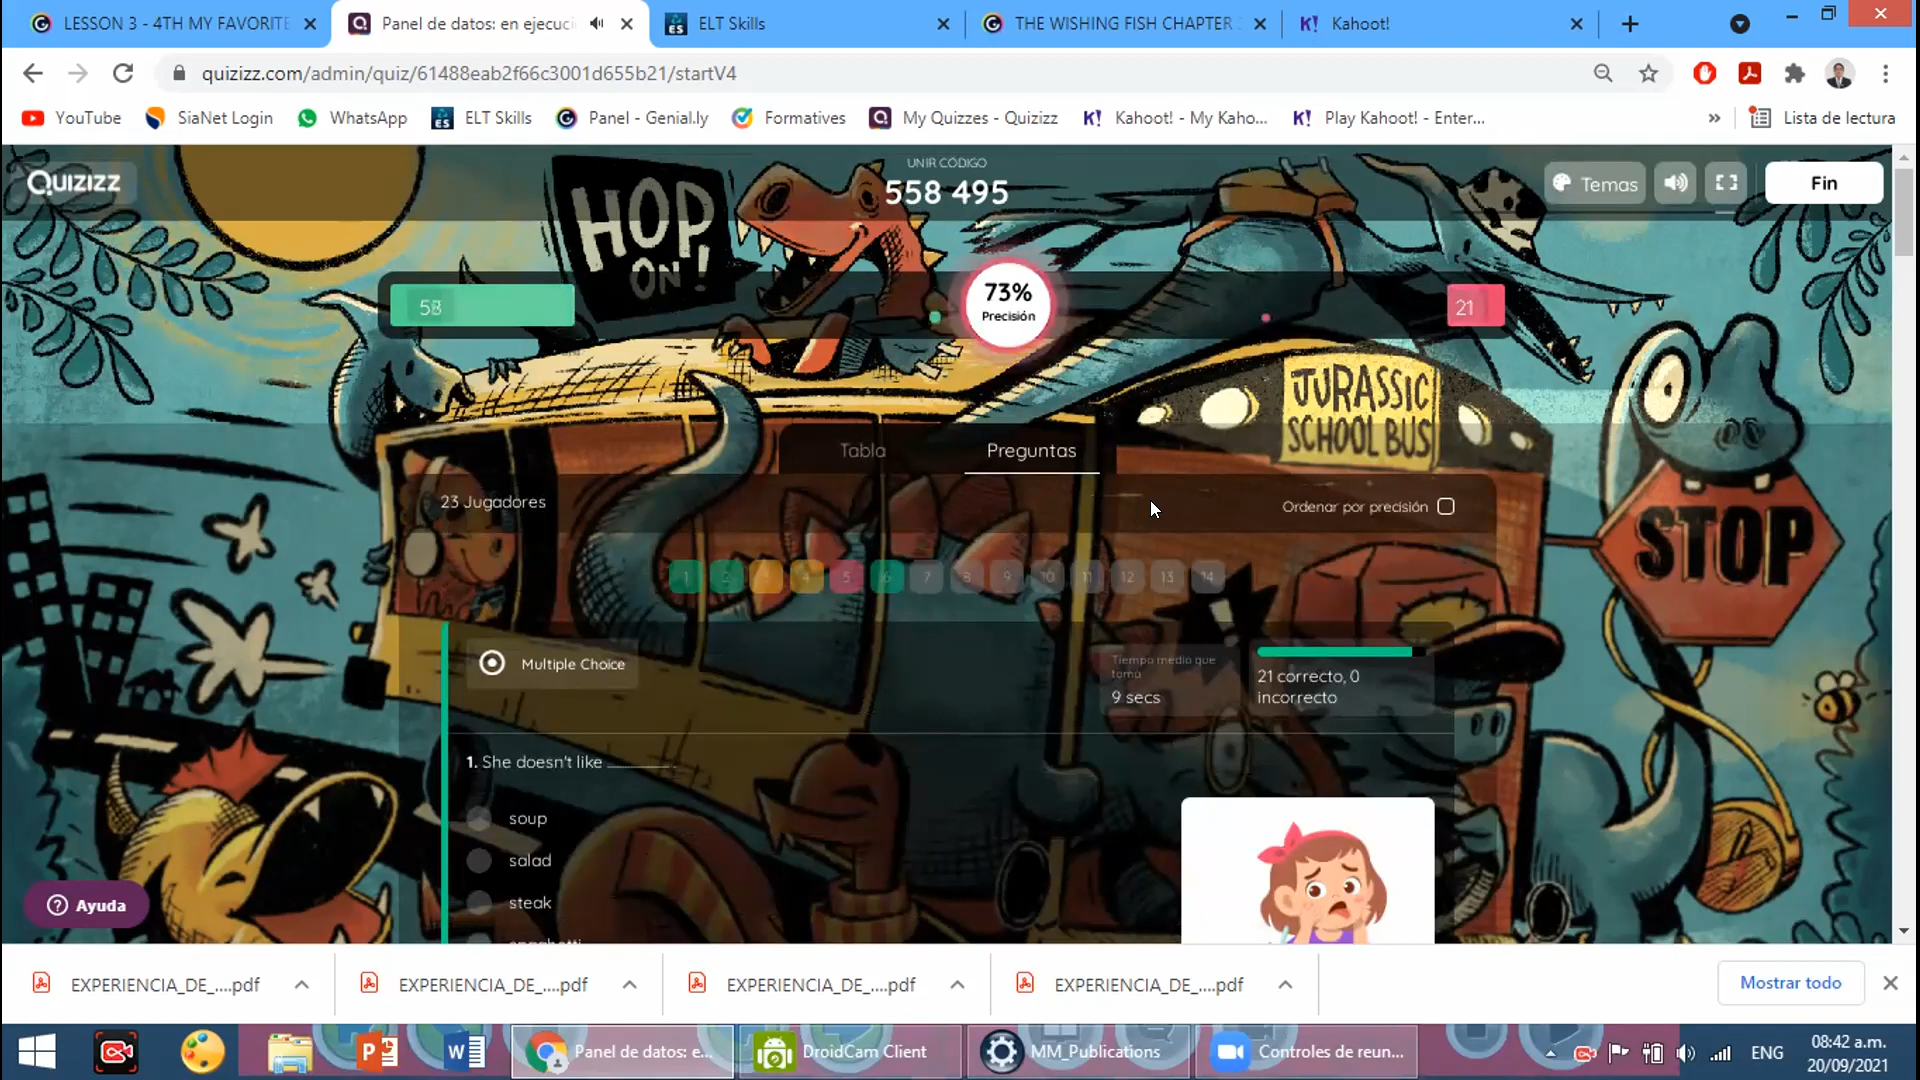 LESSON 3 - 4TH MY FAVORITE
Panel de datos: en ejecuci
ELT Skills
THE WISHING FISH CHAPTER
Kahoot!
quizizz.com/admin/quiz/61488eab2f66c3001d655b21/startV4
YouTube
SiaNet Login
WhatsApp
ELT Skills
Panel - Genial.ly
Formatives
My Quizzes - Quizizz
Kahoot! - My Kaho...
Play Kahoot! - Enter...
Lista de lectura
Quizizz
HOP ON!
UNIR CÓDIGO
558 495
Temas
Fin
73%
Precisión
21
JURASSIC
SCHOOL BUS
STOP
Tabla
Preguntas
23 Jugadores
Ordenar por precisión
1 2 3 4 5 6 7 8 9 10 11 12 13 14
Multiple Choice
Tiempo medio que
toma
9 secs
21 correcto, 0
incorrecto
1. She doesn't like ________.
soup
salad
steak
Ayuda
EXPERIENCIA_DE_....pdf
EXPERIENCIA_DE_....pdf
EXPERIENCIA_DE_....pdf
EXPERIENCIA_DE_....pdf
Mostrar todo
Panel de datos: e...
DroidCam Client
MM_Publications
Controles de reun...
ENG
08:42 a.m.
20/09/2021